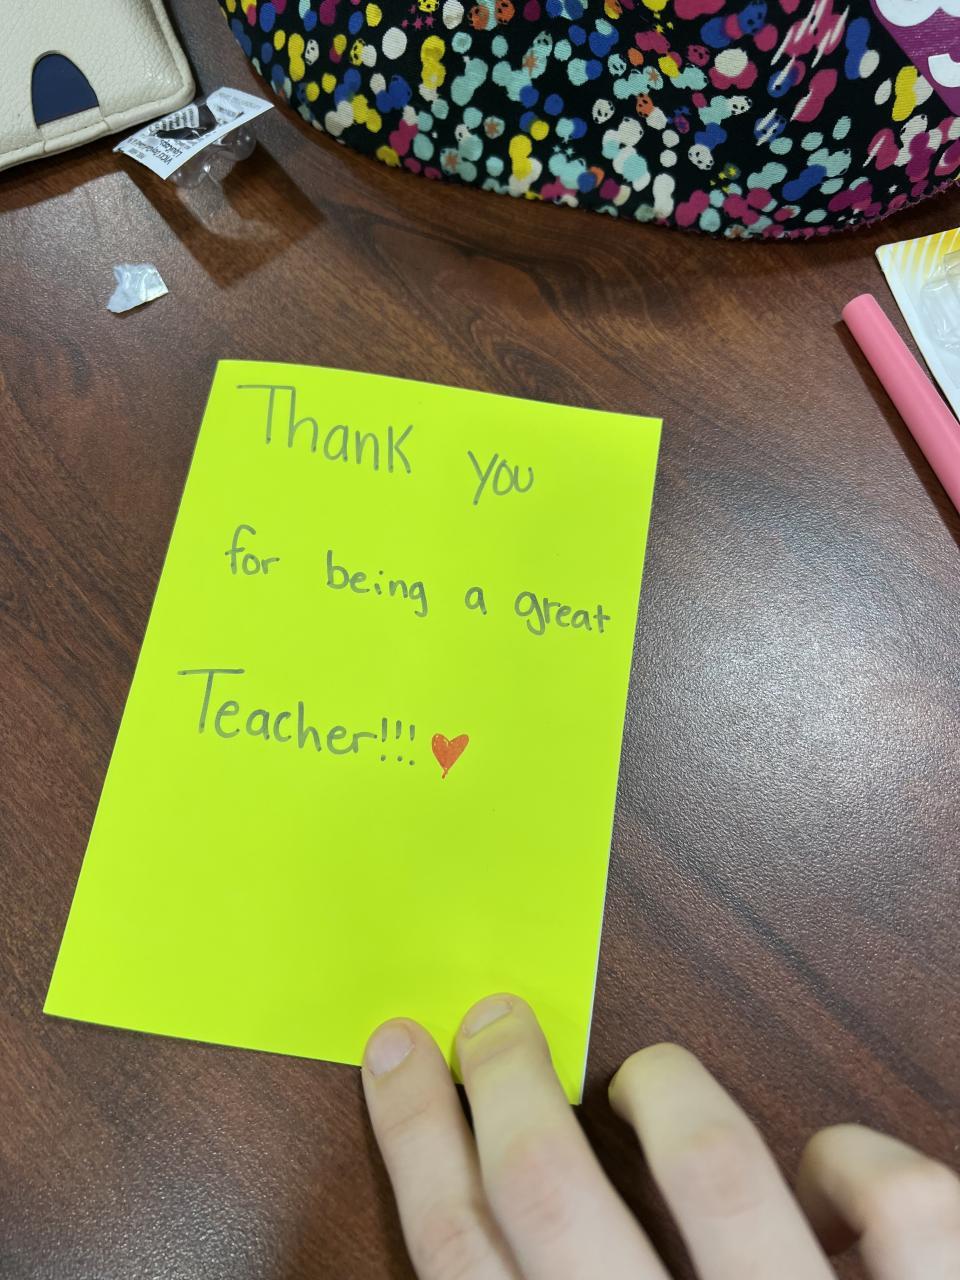 Thank you
for being a great
Teacher!!!